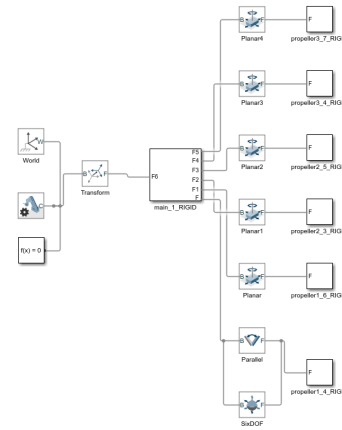 B F
Planar4
F
propeller3_7_RIG
B F
Planar3
F
propeller3_4_RIG
W
World
B F
Planar2
F
propeller2_5_RIG
B F
Transform
F6
F5
F4
F3
F2
F1
F
main_1_RIGID
C
B F
Planar1
F
propeller2_3_RIG
f(x) = 0
B F
Planar
F
propeller1_6_RIG
B F
Parallel
F
propeller1_4_RIG
B F
SixDOF